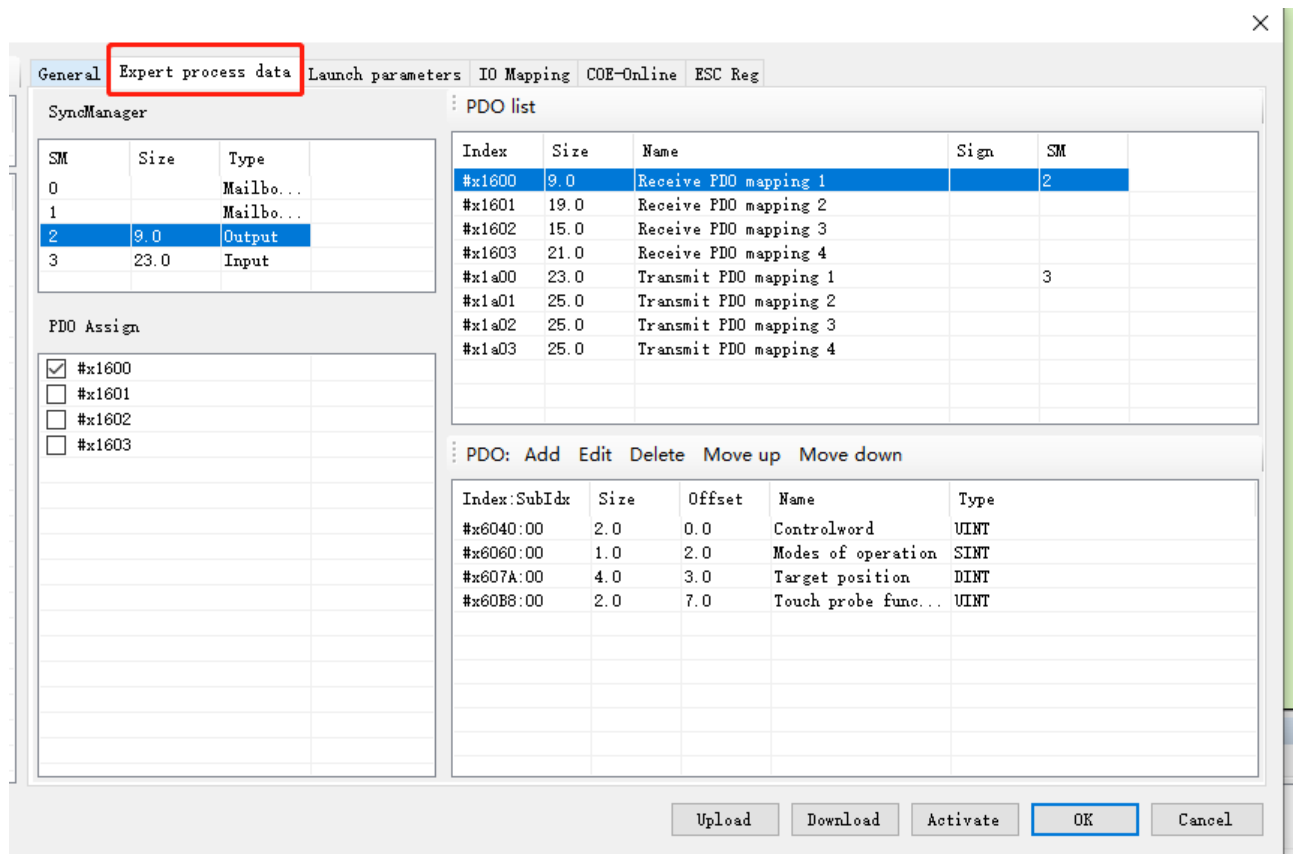 General Expert process data Launch parameters IO Mapping COE-Online ESC Reg
SyncManager
SM Size Type
0 Mailbo...
1 Mailbo...
2 9.0 Output
3 23.0 Input
PDO Assign
#x1600
#x1601
#x1602
#x1603
PDO list
Index Size Name Sign SM
#x1600 9.0 Receive PDO mapping 1 2
#x1601 19.0 Receive PDO mapping 2
#x1602 15.0 Receive PDO mapping 3
#x1603 21.0 Receive PDO mapping 4
#x1a00 23.0 Transmit PDO mapping 1 3
#x1a01 25.0 Transmit PDO mapping 2
#x1a02 25.0 Transmit PDO mapping 3
#x1a03 25.0 Transmit PDO mapping 4
PDO: Add Edit Delete Move up Move down
Index:SubIdx Size Offset Name Type
#x6040:00 2.0 0.0 Controlword UINT
#x6060:00 1.0 2.0 Modes of operation SINT
#x607A:00 4.0 3.0 Target position DINT
#x60B8:00 2.0 7.0 Touch probe func... UINT
Upload Download Activate OK Cancel